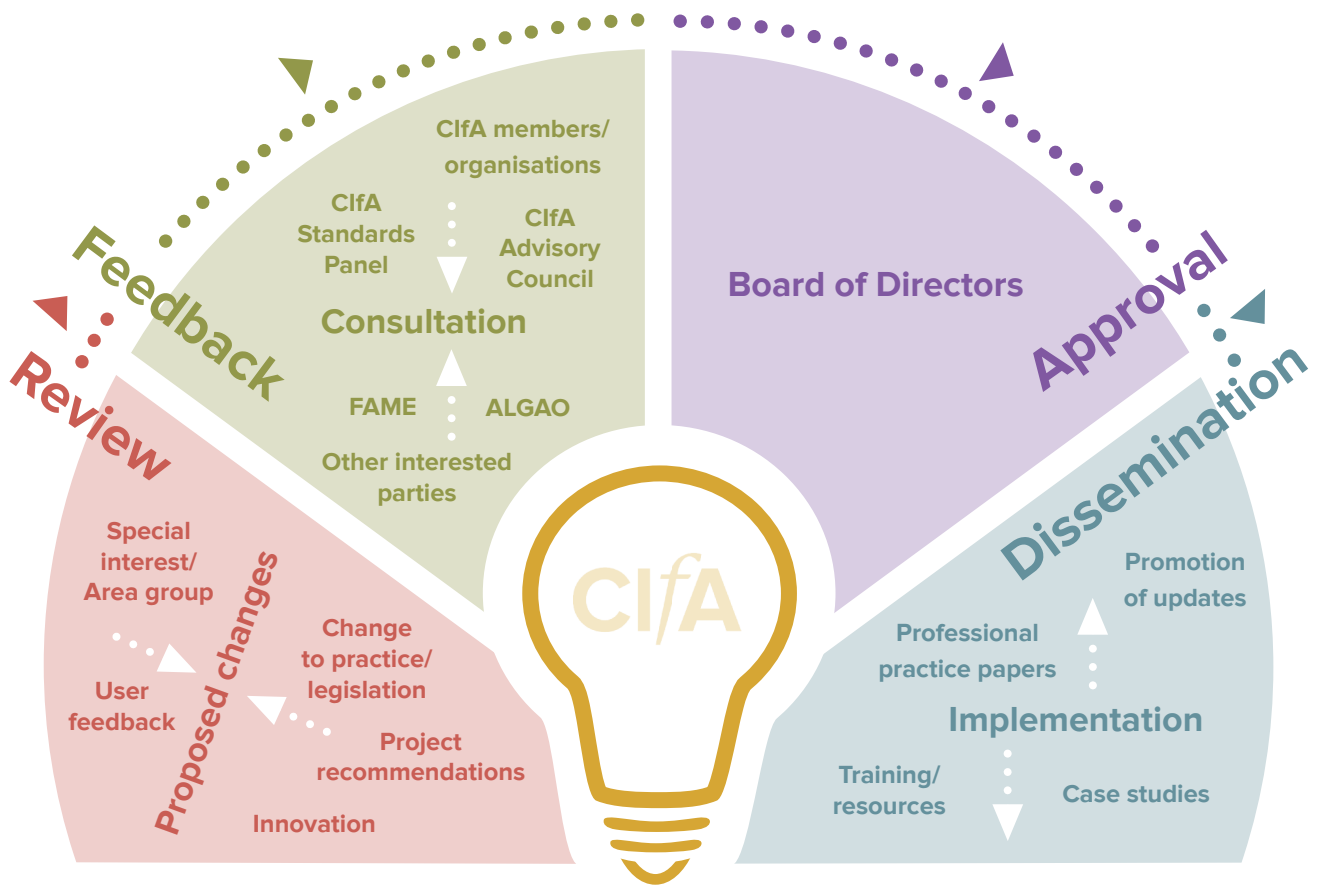 Review
Special
interest/
Area group
User
feedback
Proposed changes
Change
to practice/
legislation
Project
recommendations
Innovation
Feedback
CIfA members/
organisations
CIfA
Standards
Panel
CIfA
Advisory
Council
Consultation
FAME
ALGAO
Other interested
parties
Approval
Board of Directors
Dissemination
Promotion
of updates
Professional
practice papers
Implementation
Training/
resources
Case studies
CIfA